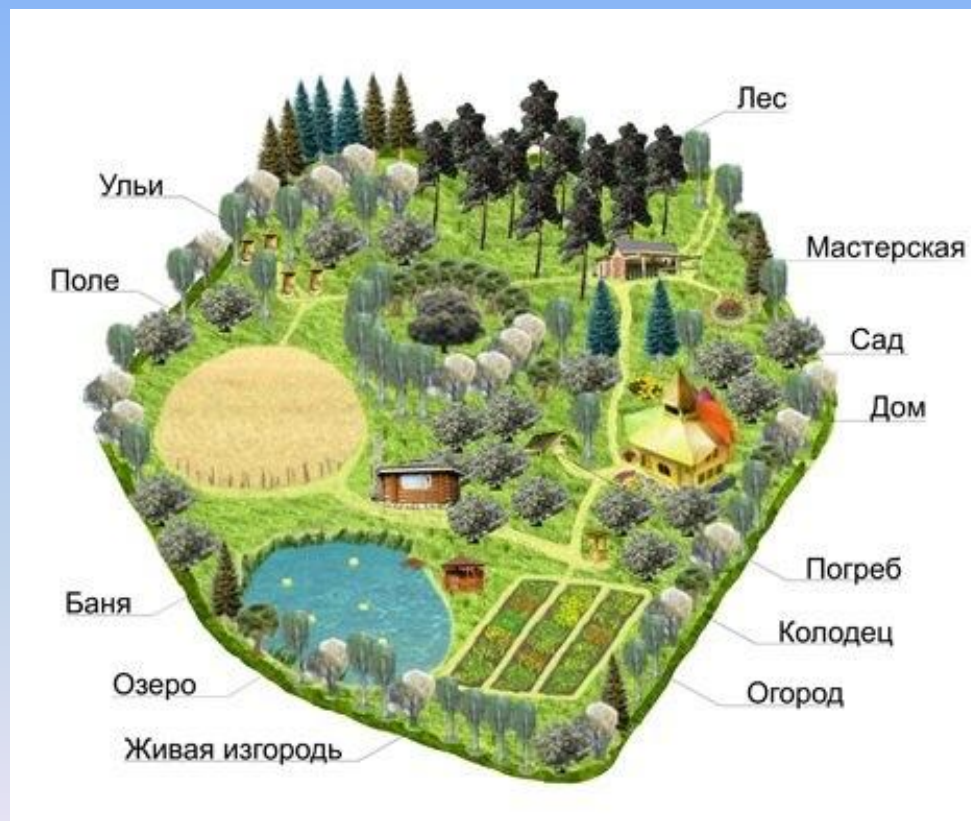 Лес
Ульи
Мастерская
Поле
Сад
Дом
Погреб
Баня
Колодец
Озеро
Огород
Живая изгородь